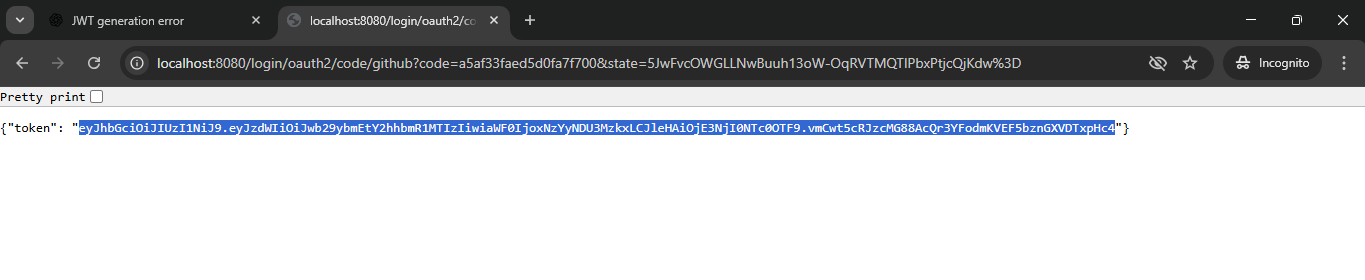 JWT generation error
localhost:8080/login/oauth2/co
localhost:8080/login/oauth2/code/github?code=a5af33faed5d0fa7f700&state=5JwFvcOWGLLNwBuuh13oW-OqRVTMQTlPbxPtjcQjKdw%3D
Incognito
Pretty print
{"token": "eyJhbGciOiJIUzI1NiJ9.eyJzdWIiOiJwb29ybmEtY2hhbmR1MTIzIiwiaWF0IjoxNzYyNDU3MzkxLCJleHAiOjE3NjI0NTc0OTF9.vmCwt5cRJzcMG88AcQr3YFodmKVEF5bznGXVDTxpHc4"}